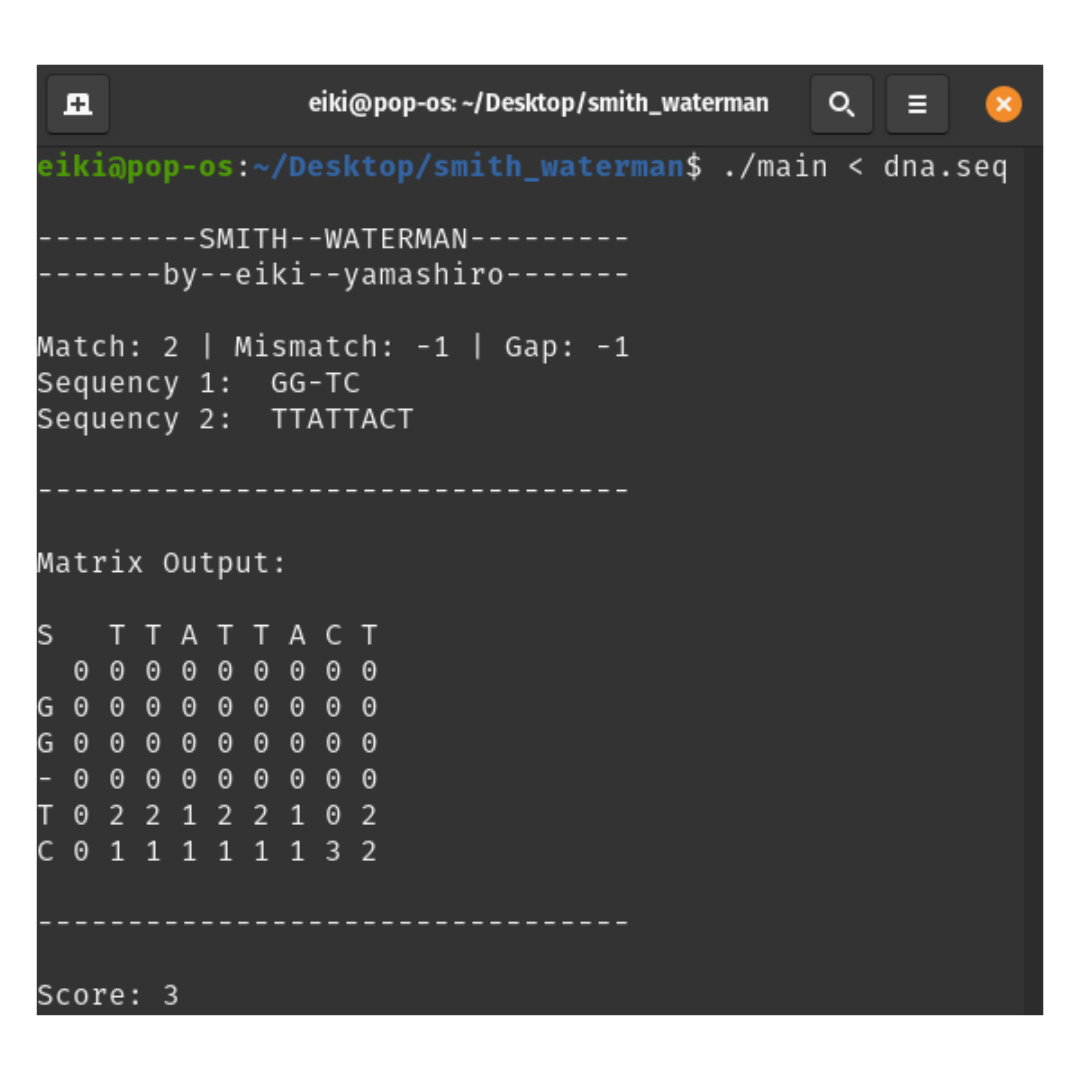 eiki@pop-os: ~/Desktop/smith_waterman
eiki@pop-os:~/Desktop/smith_waterman$ ./main < dna.seq
---------SMITH--WATERMAN---------
-------by--eiki--yamashiro-------
Match: 2 | Mismatch: -1 | Gap: -1
Sequency 1:  GG-TC
Sequency 2:  TTATTACT
---------------------------------
Matrix Output:
S   T T A T T A C T
  0 0 0 0 0 0 0 0 0
G 0 0 0 0 0 0 0 0 0
G 0 0 0 0 0 0 0 0 0
- 0 0 0 0 0 0 0 0 0
T 0 2 2 1 2 2 1 0 2
C 0 1 1 1 1 1 1 3 2
---------------------------------
Score: 3